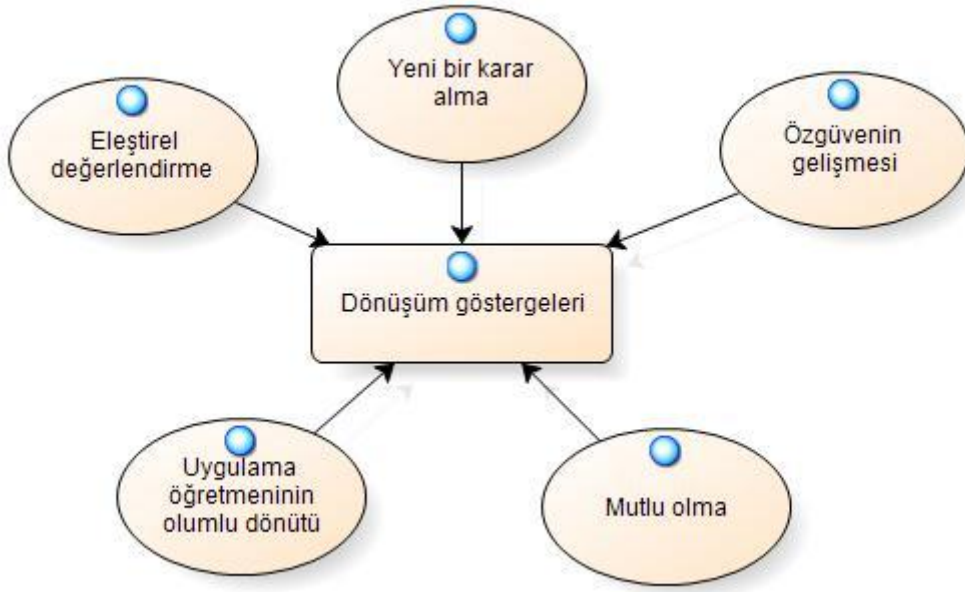 Yeni bir karar
alma
Eleştirel
değerlendirme
Özgüvenin
gelişmesi
Dönüşüm göstergeleri
Uygulama
öğretmeninin
olumlu dönütü
Mutlu olma